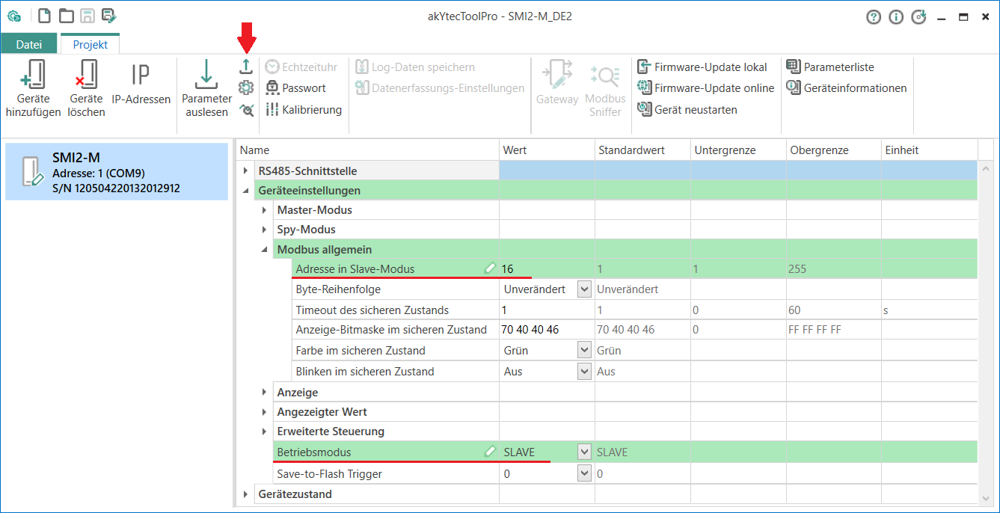 akYtecToolPro - SMI2-M_DE2
Datei Projekt
Geräte hinzufügen
Geräte löschen
IP
IP-Adressen
Parameter auslesen
Echtzeituhr
Passwort
Kalibrierung
Log-Daten speichern
Datenerfassungs-Einstellungen
Gateway
Modbus Sniffer
Firmware-Update lokal
Firmware-Update online
Gerät neustarten
Parameterliste
Geräteinformationen
SMI2-M
Adresse: 1 (COM9)
S/N 120504220132012912
Name Wert Standardwert Untergrenze Obergrenze Einheit
RS485-Schnittstelle
Geräteeinstellungen
Master-Modus
Spy-Modus
Modbus allgemein
Adresse in Slave-Modus 16 1 1 255
Byte-Reihenfolge Unverändert Unverändert
Timeout des sicheren Zustands 1 1 0 60 s
Anzeige-Bitmaske im sicheren Zustand 70 40 40 46 70 40 40 46 0 FF FF FF FF
Farbe im sicheren Zustand Grün Grün
Blinken im sicheren Zustand Aus Aus
Anzeige
Angezeigter Wert
Erweiterte Steuerung
Betriebsmodus SLAVE SLAVE
Save-to-Flash Trigger 0 0
Gerätezustand